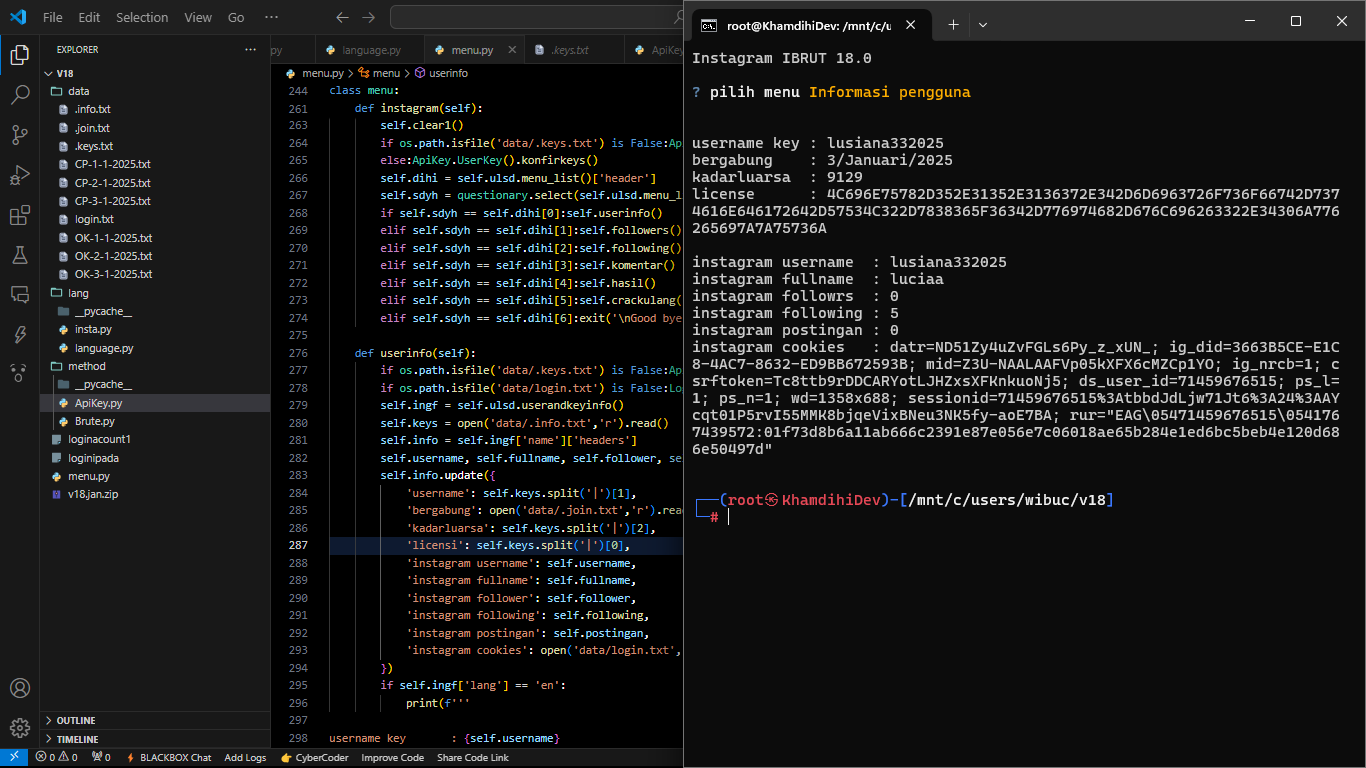 File Edit Selection View Go ···
EXPLORER ···
V18
data
.info.txt
.join.txt
.keys.txt
CP-1-1-2025.txt
CP-2-1-2025.txt
CP-3-1-2025.txt
login.txt
OK-1-1-2025.txt
OK-2-1-2025.txt
OK-3-1-2025.txt
lang
__pycache__
insta.py
language.py
method
__pycache__
ApiKey.py
Brute.py
loginacount1
loginipada
menu.py
v18.jan.zip
OUTLINE
TIMELINE
py language.py menu.py .keys.txt ApiKe
menu.py > menu > userinfo
244 class menu:
261 def instagram(self):
263 self.clear1()
264 if os.path.isfile('data/.keys.txt') is False:Ap
265 else:ApiKey.UserKey().konfirkeys()
266 self.dihi = self.ulsd.menu_list()['header']
267 self.sdyh = questionary.select(self.ulsd.menu_l
268 if self.sdyh == self.dihi[0]:self.userinfo()
269 elif self.sdyh == self.dihi[1]:self.followers()
270 elif self.sdyh == self.dihi[2]:self.following()
271 elif self.sdyh == self.dihi[3]:self.komentar()
272 elif self.sdyh == self.dihi[4]:self.hasil()
273 elif self.sdyh == self.dihi[5]:self.crackulang(
274 elif self.sdyh == self.dihi[6]:exit('\nGood bye
275
276 def userinfo(self):
277 if os.path.isfile('data/.keys.txt') is False:Ap
278 if os.path.isfile('data/login.txt') is False:Lo
279 self.ingf = self.ulsd.userandkeyinfo()
280 self.keys = open('data/.info.txt','r').read()
281 self.info = self.ingf['name']['headers']
282 self.username, self.fullname, self.follower, se
283 self.info.update({
284 'username': self.keys.split('|')[1],
285 'bergabung': open('data/.join.txt','r').read
286 'kadarluarsa': self.keys.split('|')[2],
287 'licensi': self.keys.split('|')[0],
288 'instagram username': self.username,
289 'instagram fullname': self.fullname,
290 'instagram follower': self.follower,
291 'instagram following': self.following,
292 'instagram postingan': self.postingan,
293 'instagram cookies': open('data/login.txt',
294 })
295 if self.ingf['lang'] == 'en':
296 print(f'''
297
298 username key : {self.username}
0 0 0 BLACKBOX Chat Add Logs CyberCoder Improve Code Share Code Link
root@KhamdihiDev: /mnt/c/u
Instagram IBRUT 18.0
? pilih menu Informasi pengguna
username key : lusiana332025
bergabung : 3/Januari/2025
kadarluarsa : 9129
license : 4C696E75782D352E31352E3136372E342D6D6963726F736F66742D737
4616E646172642D57534C322D7838365F36342D776974682D676C696263322E34306A776
265697A7A75736A
instagram username : lusiana332025
instagram fullname : luciaa
instagram followrs : 0
instagram following : 5
instagram postingan : 0
instagram cookies : datr=ND51Zy4uZvFGLs6Py_z_xUN_; ig_did=3663B5CE-E1C
8-4AC7-8632-ED9BB672593B; mid=Z3U-NAALAAFVp05kXFX6cMZCp1YO; ig_nrcb=1; c
srftoken=Tc8ttb9rDDCARYotLJHZxsXFKnkuoNj5; ds_user_id=71459676515; ps_l=
1; ps_n=1; wd=1358x688; sessionid=71459676515%3AtbbdJdLjw71Jt6%3A24%3AAY
cqt01P5rvI55MMK8bjqeVixBNeu3NK5fy-aoE7BA; rur="EAG\05471459676515\0541767
439572:01f73d8b6a11ab666c2391e87e056e7c06018ae65b284e1ed6bc5beb4e120d68
6e50497d"
(root㉿KhamdihiDev)-[/mnt/c/users/wibuc/v18]
#